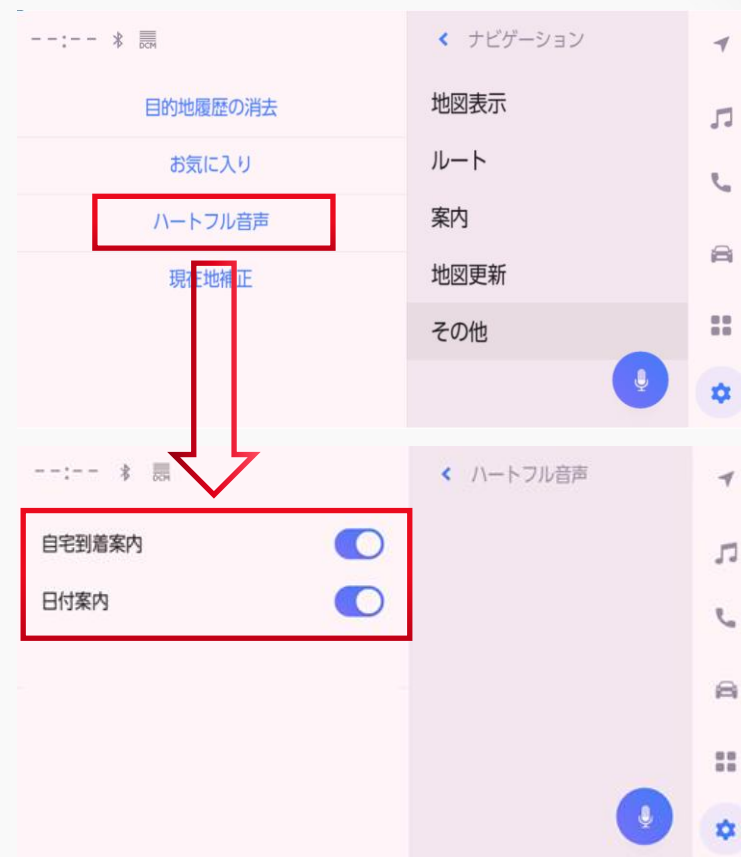 --:-- DCM
目的地履歴の消去
お気に入り
ハートフル音声
現在地補正
ナビゲーション
地図表示
ルート
案内
地図更新
その他
--:-- DCM
自宅到着案内
日付案内
ハートフル音声